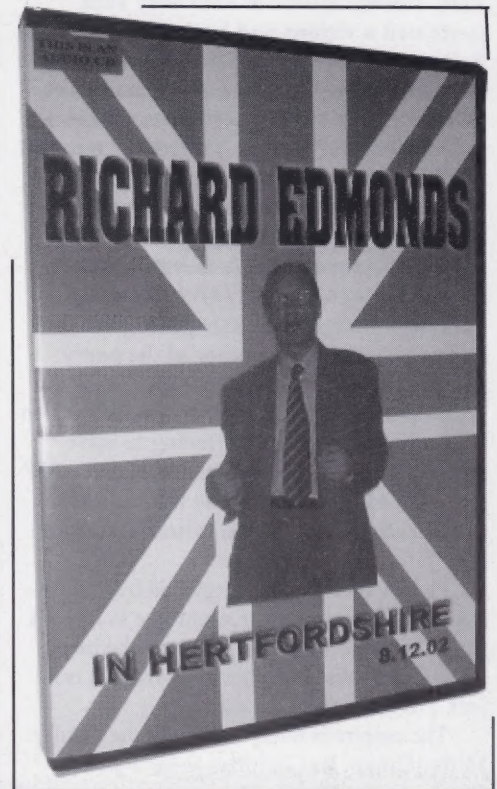 THIS IS AN
AUDIO CD
RICHARD EDMONDS
IN HERTFORDSHIRE
8.12.02